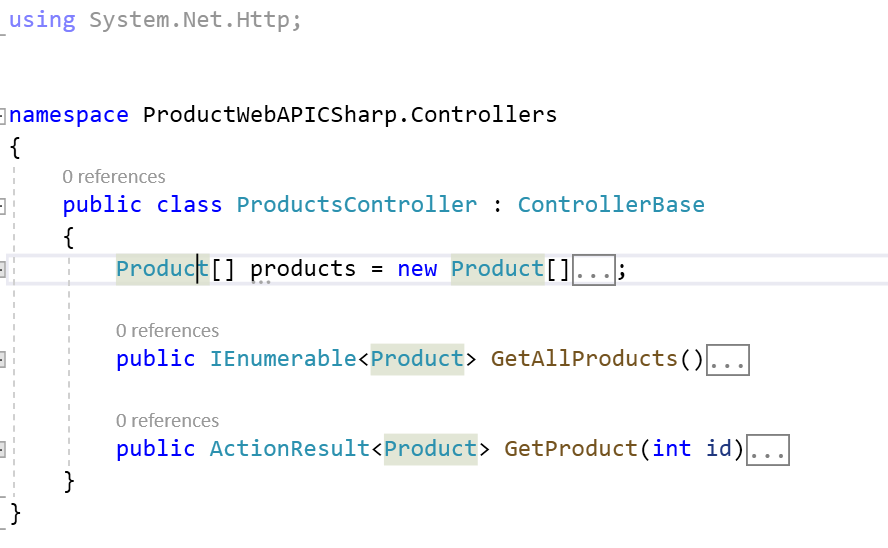 using System.Net.Http;
namespace ProductWebAPICSharp.Controllers
{
0 references
public class ProductsController : ControllerBase
{
Product[] products = new Product[]...;
0 references
public IEnumerable<Product> GetAllProducts()...
0 references
public ActionResult<Product> GetProduct(int id)...
}
}